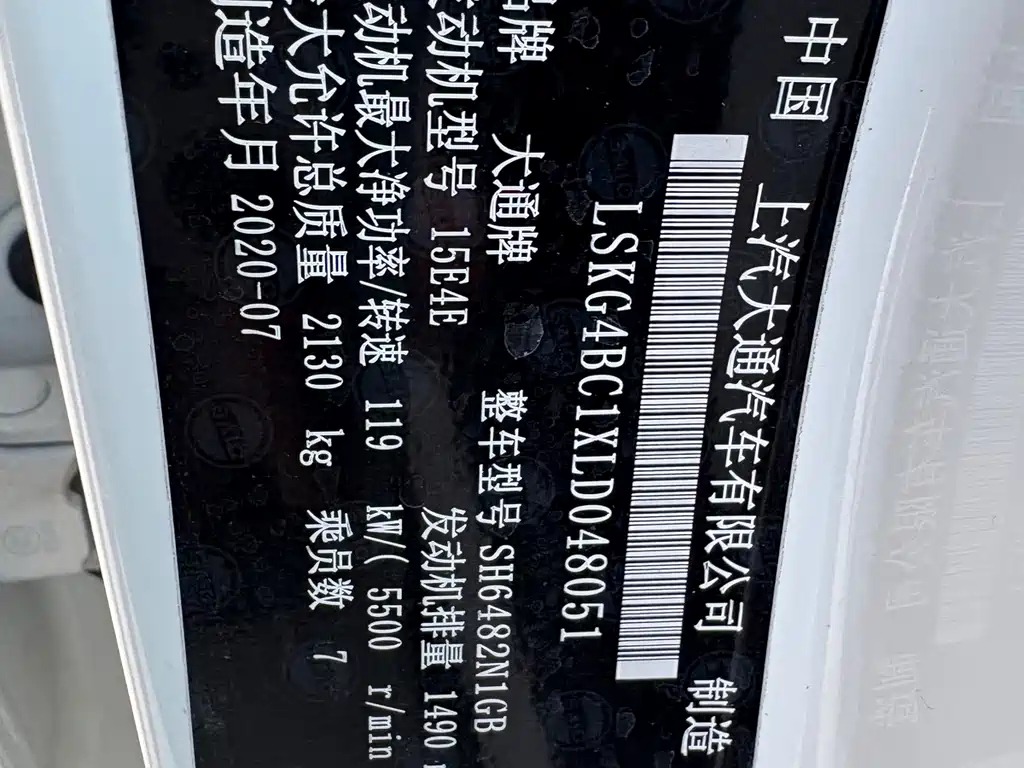 中国 上汽大通汽车有限公司 制造
LSKG4BC1XLD048051
品牌 大通牌 整车型号 SH6482N1GB
发动机型号 15E4E 发动机排量 1490
动机最大净功率/转速 119 kW/( 5500 r/min
大允许总质量 2130 kg 乘员数 7
制造年月 2020-07